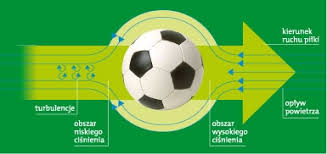 kierunek
ruchu piłki
turbulencje
obszar
niskiego
ciśnienia
obszar
wysokiego
ciśnienia
opływ
powietrza